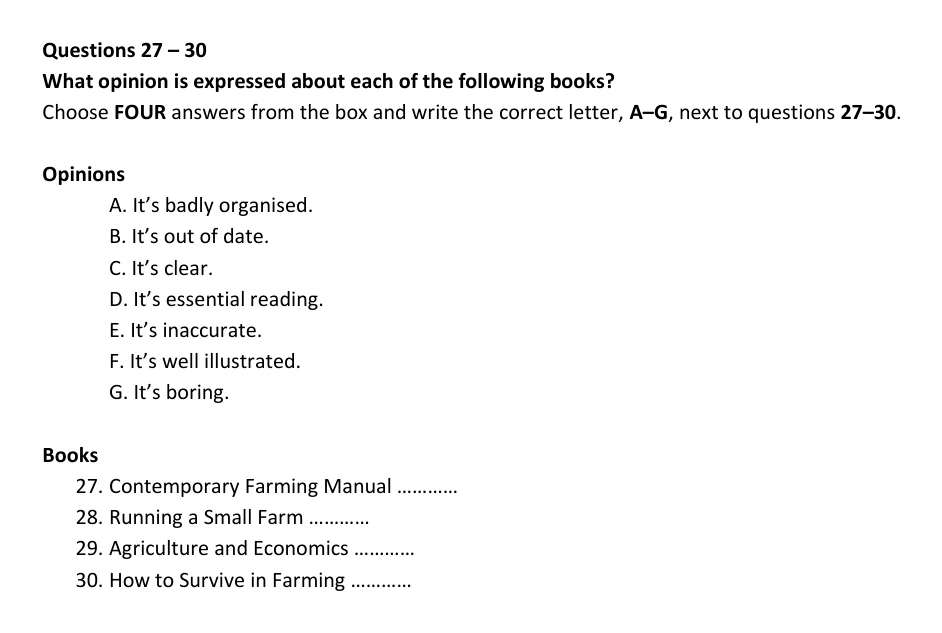 Questions 27 – 30
What opinion is expressed about each of the following books?
Choose FOUR answers from the box and write the correct letter, A–G, next to questions 27–30.
Opinions
A. It’s badly organised.
B. It’s out of date.
C. It’s clear.
D. It’s essential reading.
E. It’s inaccurate.
F. It’s well illustrated.
G. It’s boring.
Books
27. Contemporary Farming Manual …………
28. Running a Small Farm …………
29. Agriculture and Economics …………
30. How to Survive in Farming …………